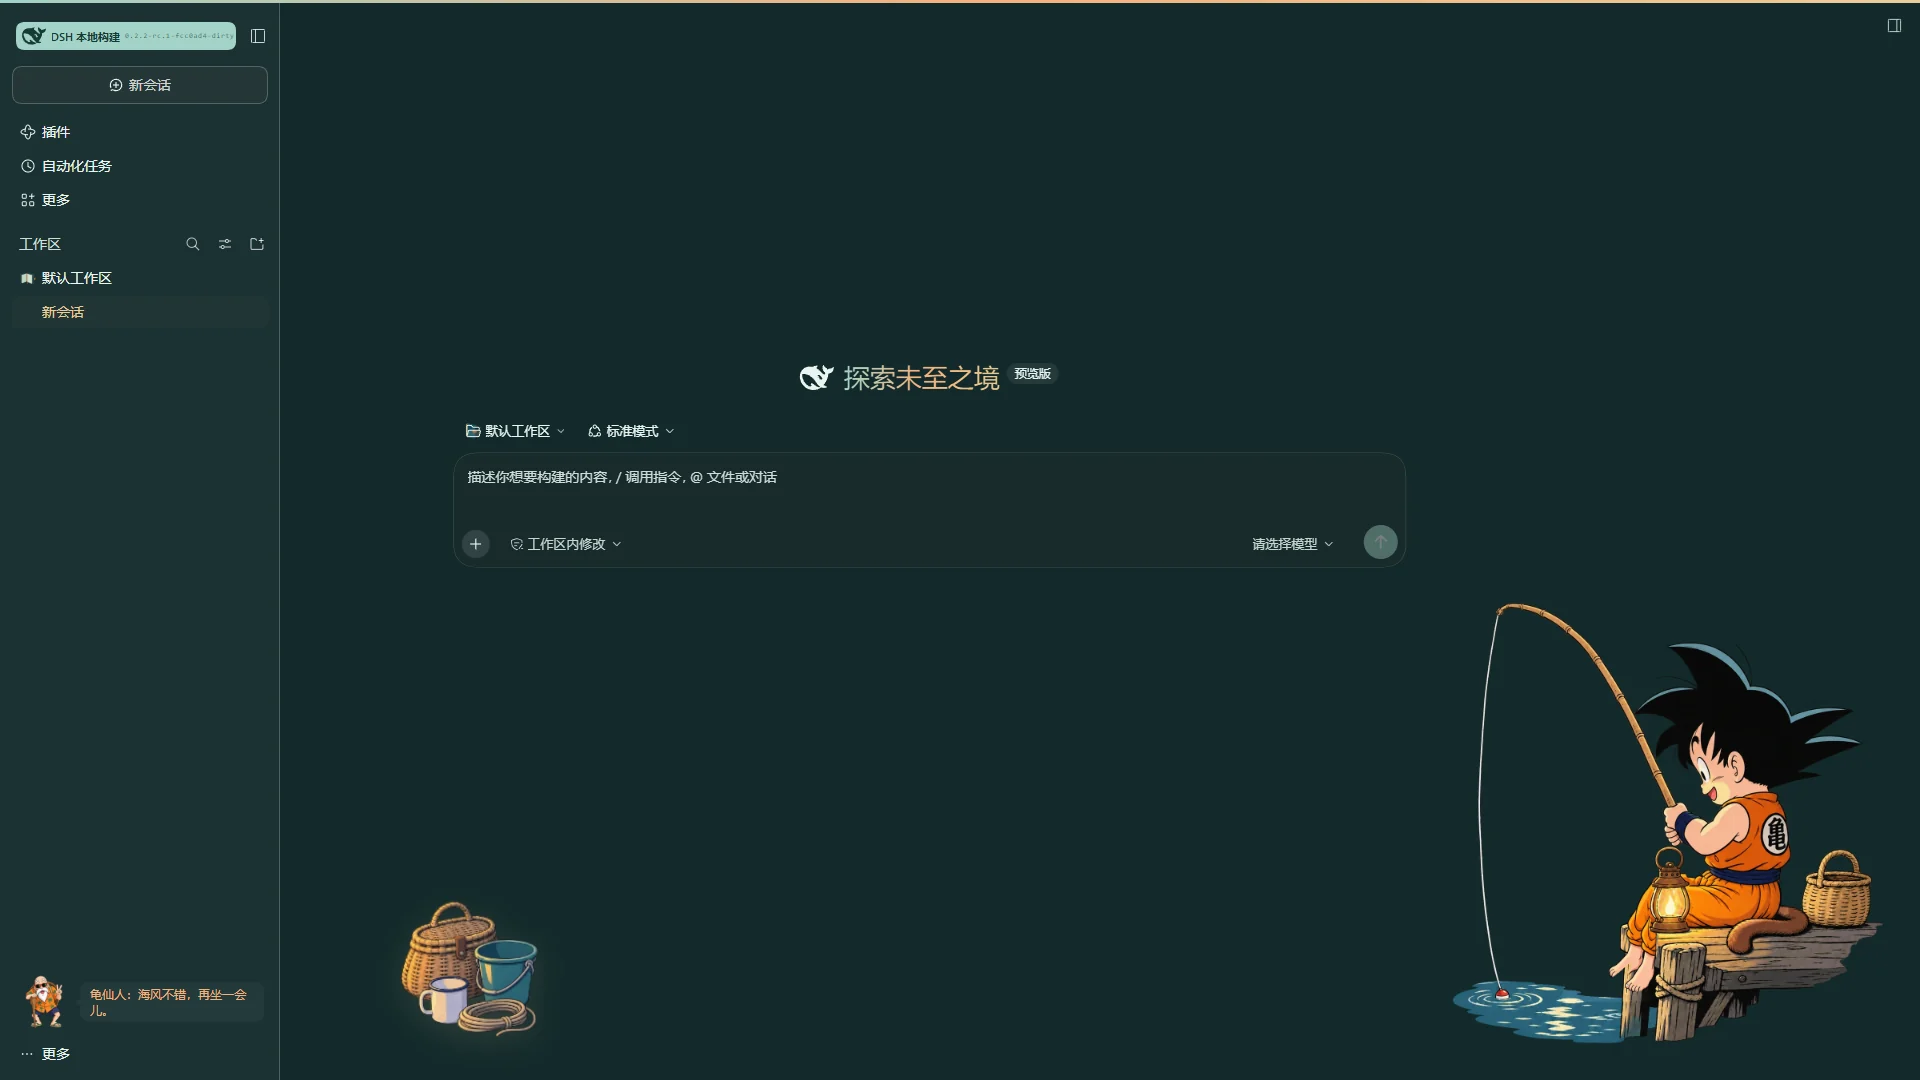 DSH 本地构建
新会话
插件
自动化任务
更多
工作区
默认工作区
新会话
探索未至之境 预览版
默认工作区 标准模式
描述你想要构建的内容, / 调用指令, @ 文件或对话
工作区内修改 请选择模型
亀
龟仙人：海风不错，再坐一会
儿。
更多